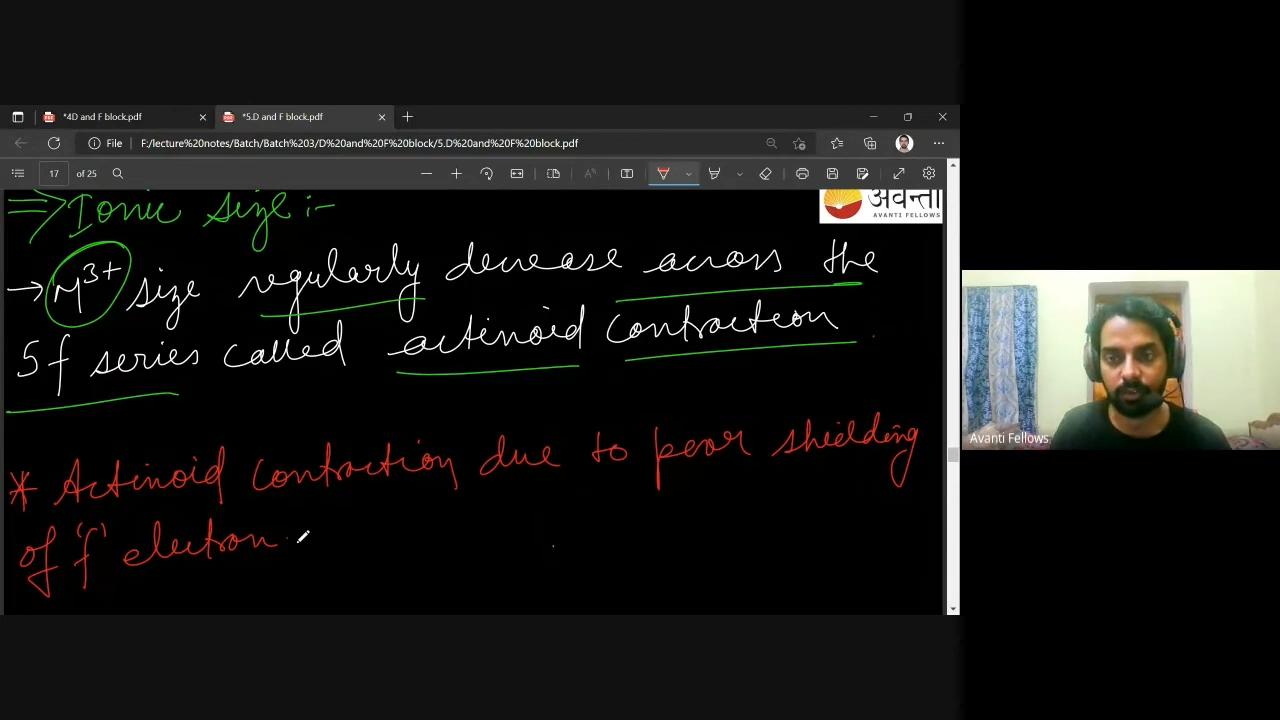 *4D and F block.pdf
*5.D and F block.pdf
File
F:/lecture%20notes/Batch/Batch%203/D%20and%20F%20block/5.D%20and%20F%20block.pdf
17 of 25
=> Ionic size :-
अवन्ती
AVANTI FELLOWS
→ M³⁺ size regularly decrease across the
5f series called actinoid contraction .
* Actinoid contraction due to poor shielding
of 'f' electron .
Avanti Fellows